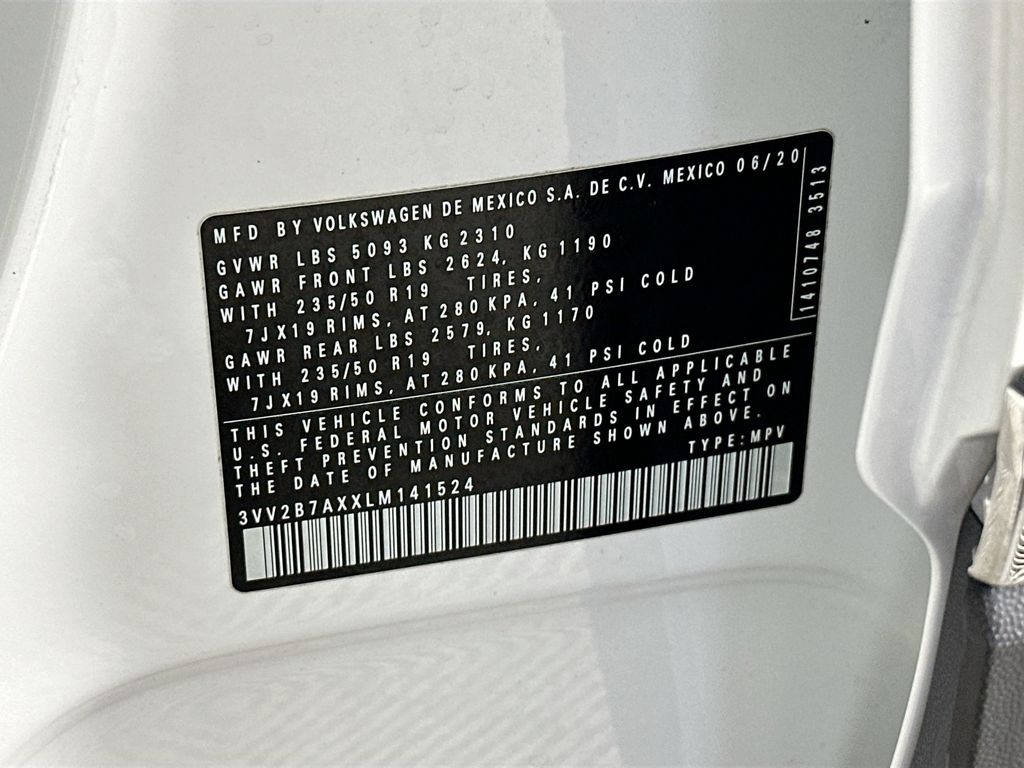 MFD BY VOLKSWAGEN DE MEXICO S.A. DE C.V. MEXICO 06/20
GVWR LBS 5093 KG 2310
GAWR FRONT LBS 2624, KG 1190
WITH 235/50 R19 TIRES,
7JX19 RIMS, AT 280 KPA, 41 PSI COLD
GAWR REAR LBS 2579, KG 1170
WITH 235/50 R19 TIRES,
7JX19 RIMS, AT 280 KPA, 41 PSI COLD
1410748 3513
THIS VEHICLE CONFORMS TO ALL APPLICABLE
U.S. FEDERAL MOTOR VEHICLE SAFETY AND
THEFT PREVENTION STANDARDS IN EFFECT ON
THE DATE OF MANUFACTURE SHOWN ABOVE.
TYPE: MPV
3VV2B7AXXLM141524